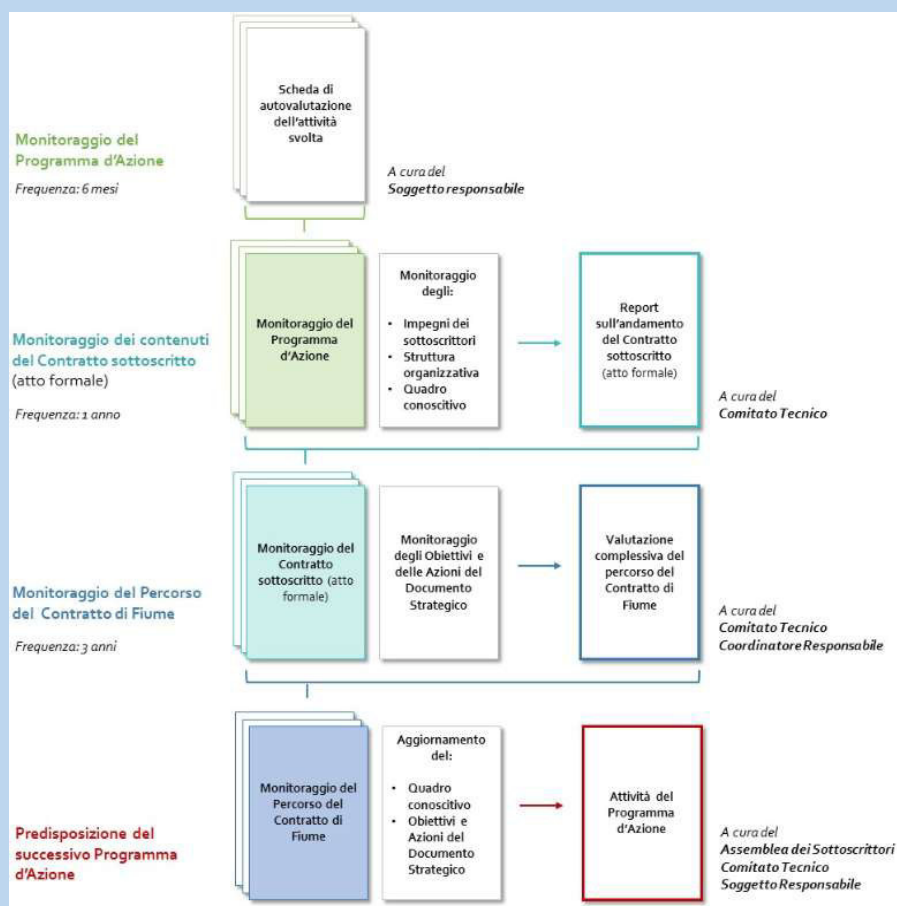 Scheda di
autovalutazione
dell'attività
svolta
Monitoraggio del
Programma d'Azione
Frequenza: 6 mesi
A cura del
Soggetto responsabile
Monitoraggio dei contenuti
del Contratto sottoscritto
(atto formale)
Frequenza: 1 anno
Monitoraggio del
Programma
d'Azione
Monitoraggio
degli:
• Impegni dei
sottoscrittori
• Struttura
organizzativa
• Quadro
conoscitivo
Report
sull'andamento
del Contratto
sottoscritto
(atto formale)
A cura del
Comitato Tecnico
Monitoraggio del Percorso
del Contratto di Fiume
Frequenza: 3 anni
Monitoraggio del
Contratto
sottoscritto (atto
formale)
Monitoraggio
degli Obiettivi e
delle Azioni del
Documento
Strategico
Valutazione
complessiva del
percorso del
Contratto di
Fiume
A cura del
Comitato Tecnico
Coordinatore Responsabile
Predisposizione del
successivo Programma
d'Azione
Monitoraggio del
Percorso del
Contratto di
Fiume
Aggiornamento
del:
• Quadro
conoscitivo
• Obiettivi e
Azioni del
Documento
Strategico
Attività del
Programma
d'Azione
A cura del
Assemblea dei Sottoscrittori
Comitato Tecnico
Soggetto Responsabile